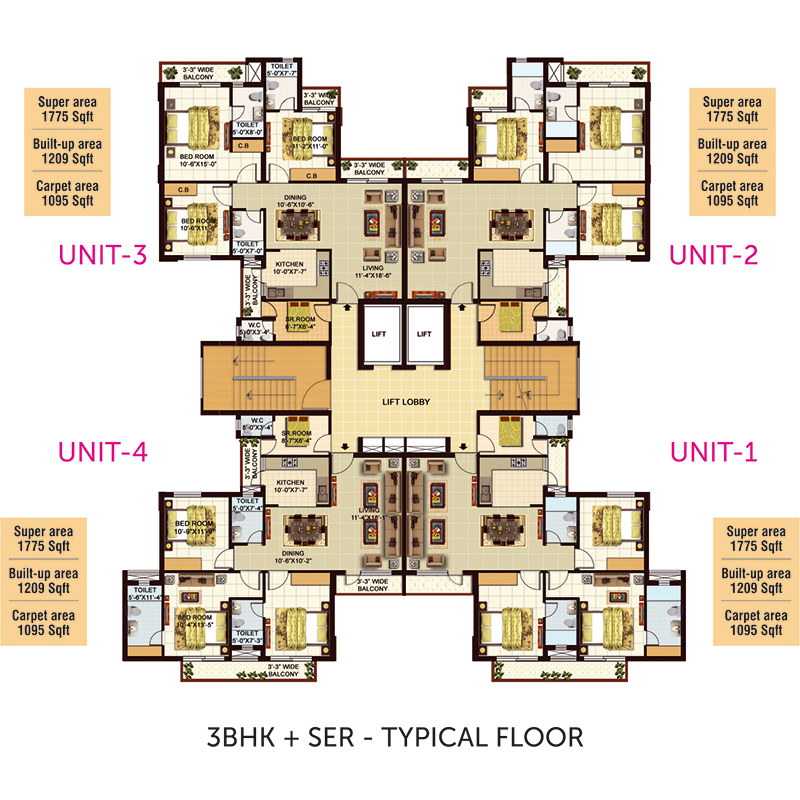 3'-3" WIDE
BALCONY
TOILET
5'-0"X7'-7"
3'-3" WIDE
BALCONY
TOILET
5'-0"X8'-0"
C.B
BED ROOM
11'-2"X11'-0"
BED ROOM
10'-6"X15'-0"
C.B
3'-3" WIDE
BALCONY
C.B
DINING
10'-6"X10'-6"
BED ROOM
TOILET
5'-0"X7'-0"
KITCHEN
10'-0"X7'-7"
LIVING
11'-4"X18'-6"
3'-3" WIDE
BALCONY
SR.ROOM
8'-7"X6'-4"
W.C
5'-0"X3'-4"
Super area
1775 Sqft
Built-up area
1209 Sqft
Carpet area
1095 Sqft
UNIT-3
Super area
1775 Sqft
Built-up area
1209 Sqft
Carpet area
1095 Sqft
UNIT-2
LIFT
LIFT
LIFT LOBBY
UNIT-4
UNIT-1
W.C
5'-0"X3'-4"
SR.ROOM
8'-7"X6'-4"
3'-3" WIDE
BALCONY
KITCHEN
10'-0"X7'-7"
TOILET
5'-0"X7'-4"
BED ROOM
10'-9"X11'-9"
LIVING
DINING
10'-6"X10'-2"
3'-3" WIDE
BALCONY
TOILET
5'-6"X11'-4"
BED ROOM
10'-4"X13'-5"
TOILET
5'-0"X7'-3"
3'-3" WIDE
BALCONY
Super area
1775 Sqft
Built-up area
1209 Sqft
Carpet area
1095 Sqft
Super area
1775 Sqft
Built-up area
1209 Sqft
Carpet area
1095 Sqft
3BHK + SER - TYPICAL FLOOR